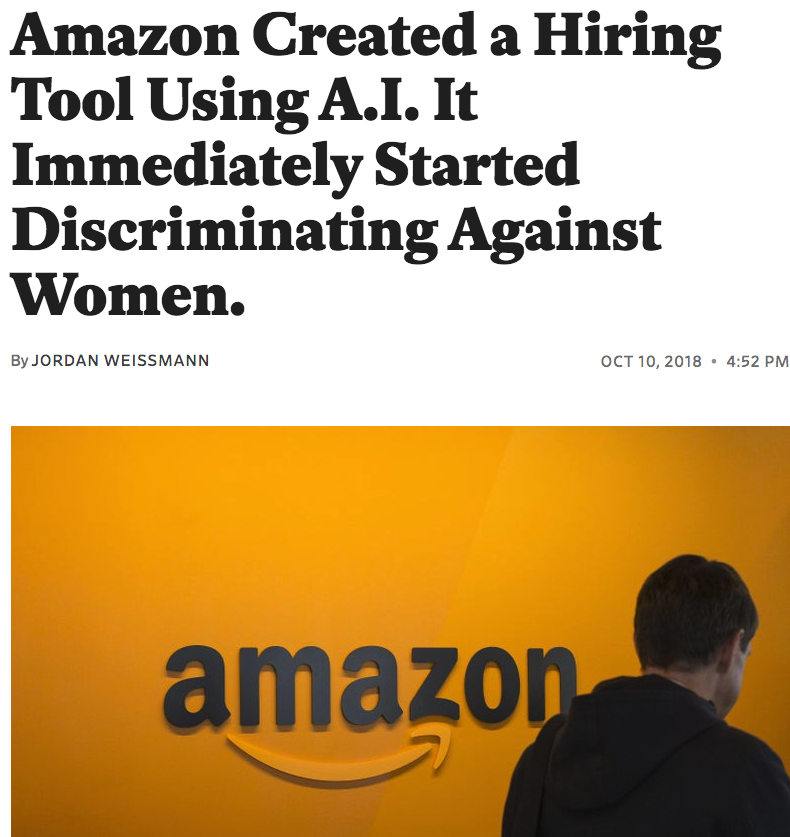 Amazon Created a Hiring
Tool Using A.I. It
Immediately Started
Discriminating Against
Women.
By JORDAN WEISSMANN
OCT 10, 2018 • 4:52 PM
amazon